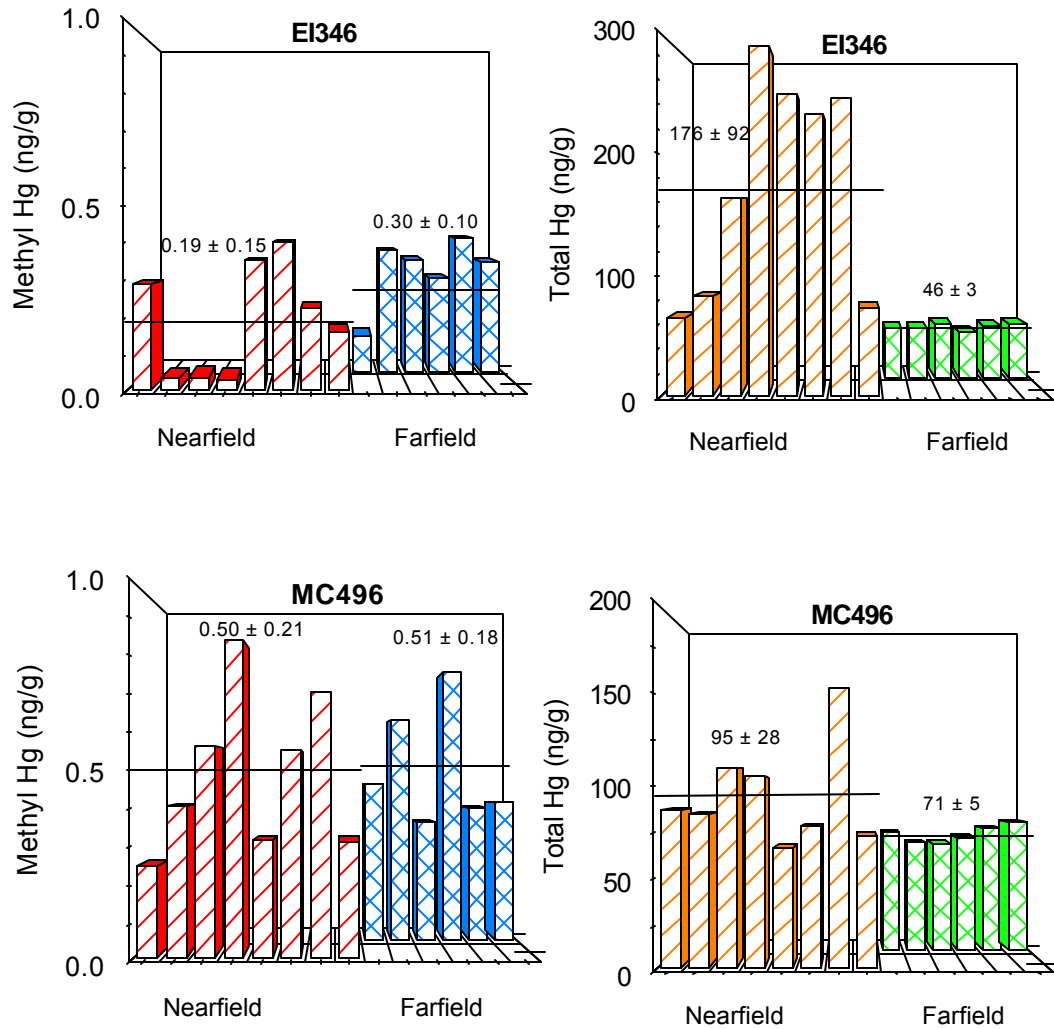 EI346
Methyl Hg (ng/g)
1.0
0.5
0.0
0.19 ± 0.15
0.30 ± 0.10
Nearfield
Farfield
EI346
Total Hg (ng/g)
300
200
100
0
176 ± 92
46 ± 3
Nearfield
Farfield
MC496
Methyl Hg (ng/g)
1.0
0.5
0.0
0.50 ± 0.21
0.51 ± 0.18
Nearfield
Farfield
MC496
Total Hg (ng/g)
200
150
100
50
0
95 ± 28
71 ± 5
Nearfield
Farfield